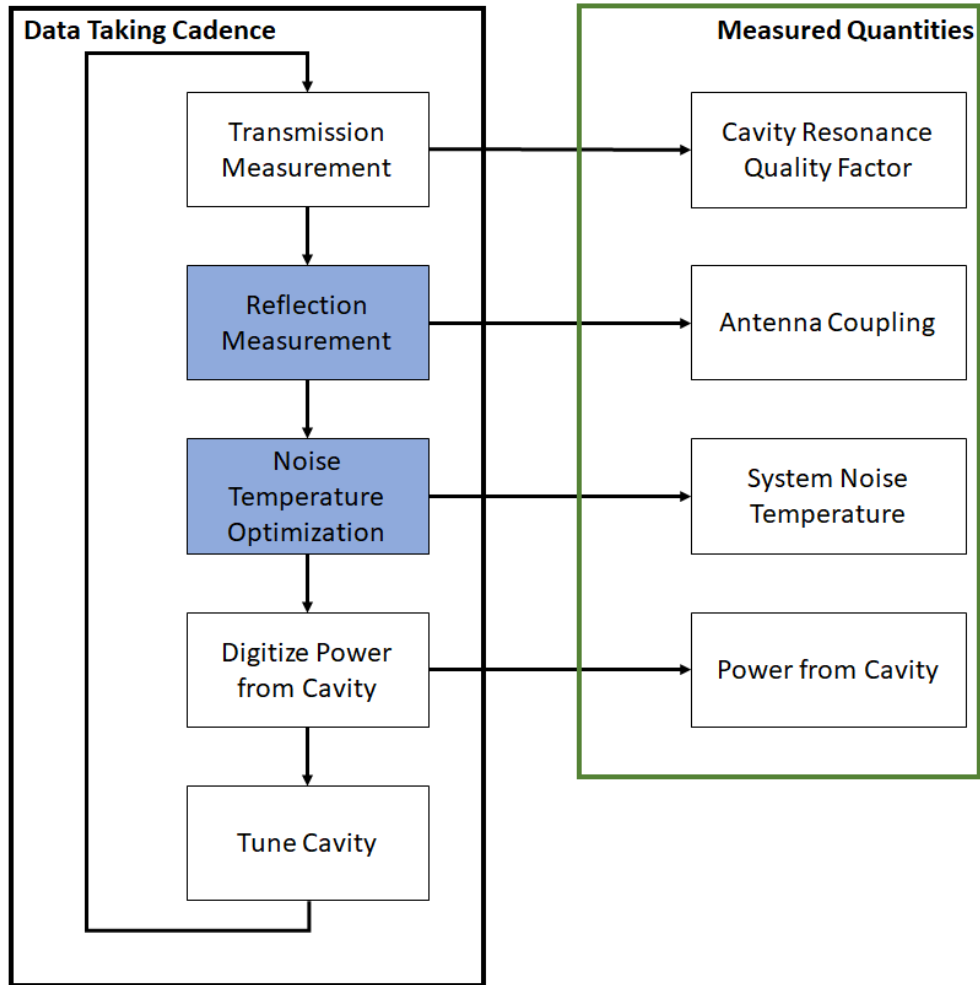 Data Taking Cadence
Measured Quantities
Transmission
Measurement
Cavity Resonance
Quality Factor
Reflection
Measurement
Antenna Coupling
Noise
Temperature
Optimization
System Noise
Temperature
Digitize Power
from Cavity
Power from Cavity
Tune Cavity